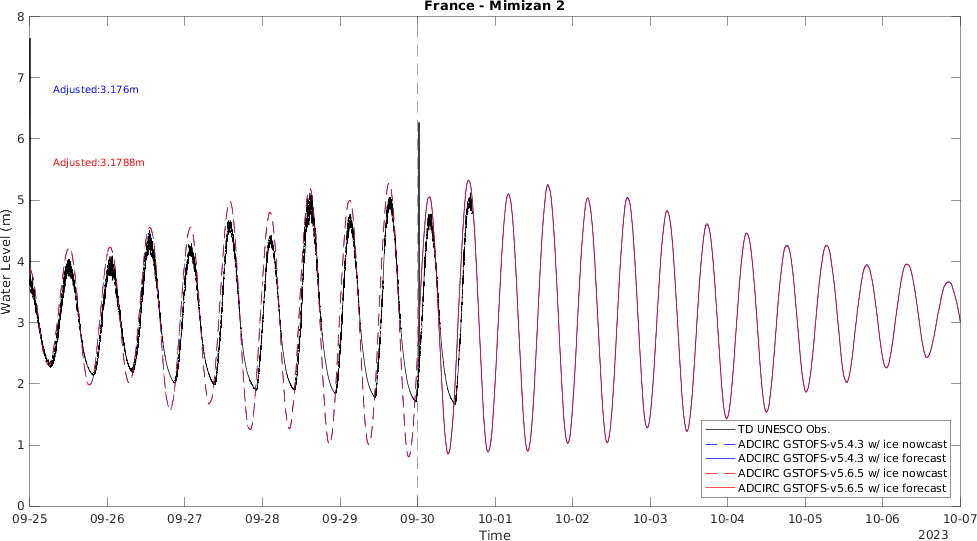 France - Mimizan 2
8
7
6
5
4
3
2
1
0
Water Level (m)
Adjusted:3.176m
Adjusted:3.1788m
TD UNESCO Obs.
ADCIRC GSTOFS-v5.4.3 w/ ice nowcast
ADCIRC GSTOFS-v5.4.3 w/ ice forecast
ADCIRC GSTOFS-v5.6.5 w/ ice nowcast
ADCIRC GSTOFS-v5.6.5 w/ ice forecast
09-25 09-26 09-27 09-28 09-29 09-30 10-01 10-02 10-03 10-04 10-05 10-06 10-07
Time
2023